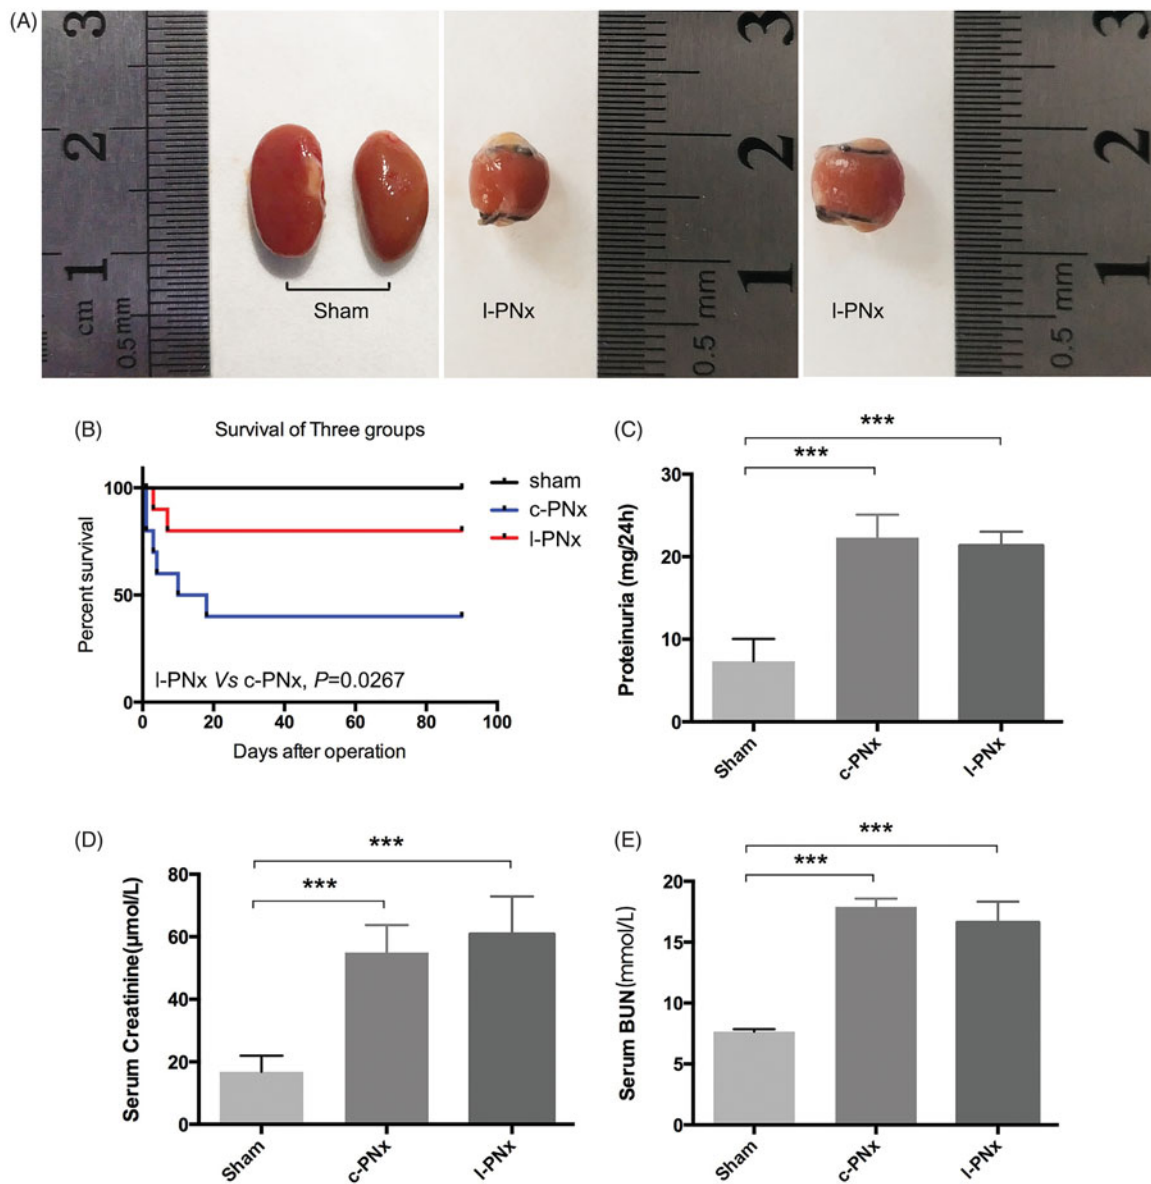 (A)
3
2
1
cm
0.5 mm
Sham
l-PNx
3
2
1
0.5 mm
l-PNx
3
2
1
0.5 mm
(B)
Survival of Three groups
Percent survival
100
50
0
0 20 40 60 80 100
Days after operation
sham
c-PNx
l-PNx
l-PNx Vs c-PNx, P=0.0267
(C)
***
***
Proteinuria (mg/24h)
30
20
10
0
Sham
c-PNx
l-PNx
(D)
***
***
Serum Creatinine(μmol/L)
80
60
40
20
0
Sham
c-PNx
l-PNx
(E)
***
***
Serum BUN(mmol/L)
20
15
10
5
0
Sham
c-PNx
l-PNx